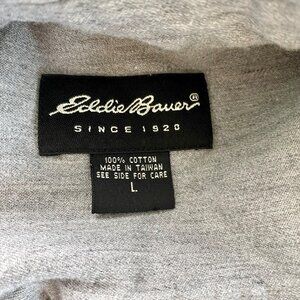 Eddie Bauer®
SINCE 1920
100% COTTON
MADE IN TAIWAN
SEE SIDE FOR CARE
L